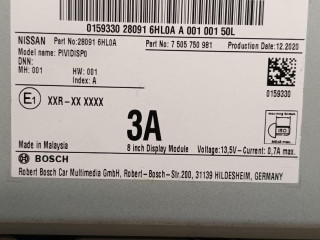 0159330 28091 6HL0A A 001 001 50L
NISSAN Part No:28091 6HL0A Part No: 7 505 750 981 Production Date: 12.2020
Model No: PIVIDISP0
DNN:
MH: 001 HW: 001
Index: A
0159330
E1 XXR-XX XXXX
3A
ISO
Made in Malaysia 8 inch Display Module Voltage: 13,5V - Current: 0,7A max.
BOSCH
Robert Bosch Car Multimedia GmbH, Robert-Bosch-Str.200, 31139 HILDESHEIM, GERMANY